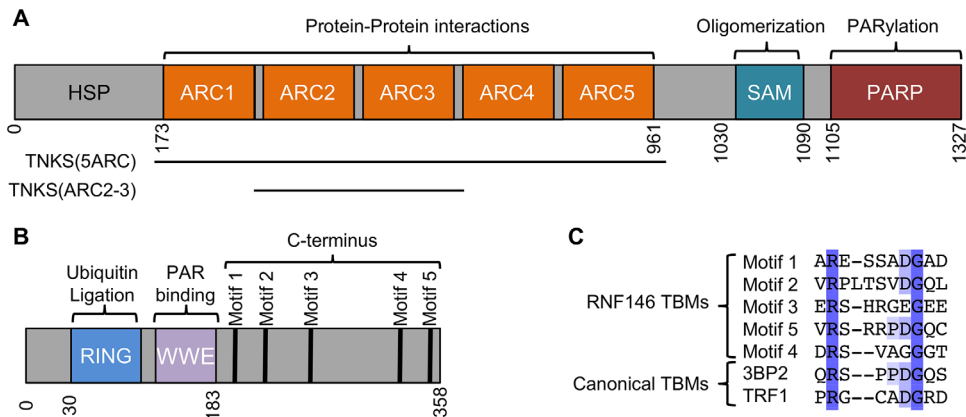 A
Protein-Protein interactions
Oligomerization
PARylation
HSP
ARC1
ARC2
ARC3
ARC4
ARC5
SAM
PARP
0
173
961
1030
1090
1105
1327
TNKS(5ARC)
TNKS(ARC2-3)
B
C-terminus
Ubiquitin
Ligation
PAR
binding
Motif 1
Motif 2
Motif 3
Motif 4
Motif 5
RING
WWE
0
30
183
358
C
RNF146 TBMs
Motif 1 ARE-SSADGAD
Motif 2 VRPLTSVDGQL
Motif 3 ERS-HRGEGEE
Motif 5 VRS-RRPDGQC
Motif 4 DRS--VAGGGT
Canonical TBMs
3BP2 QRS--PPDGQS
TRF1 PRG--CADGRD